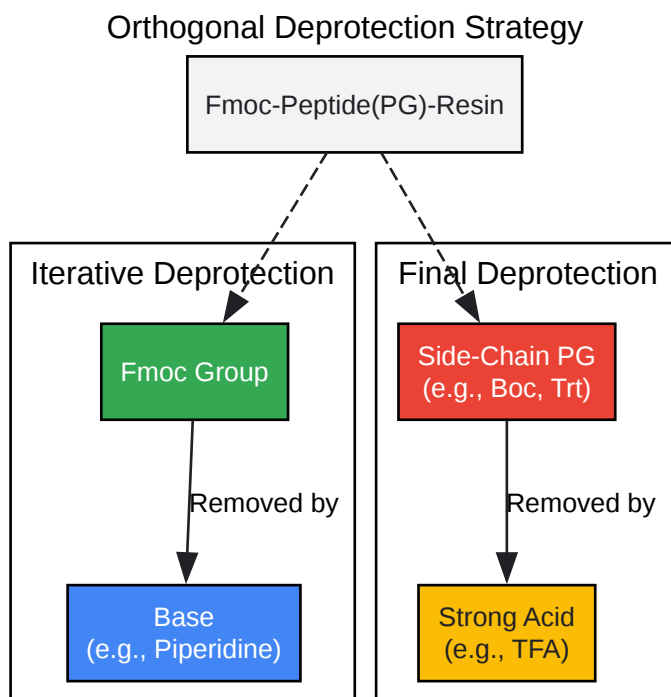 Orthogonal Deprotection Strategy
Fmoc-Peptide(PG)-Resin
Iterative Deprotection
Fmoc Group
Removed by
Base
(e.g., Piperidine)
Final Deprotection
Side-Chain PG
(e.g., Boc, Trt)
Removed by
Strong Acid
(e.g., TFA)